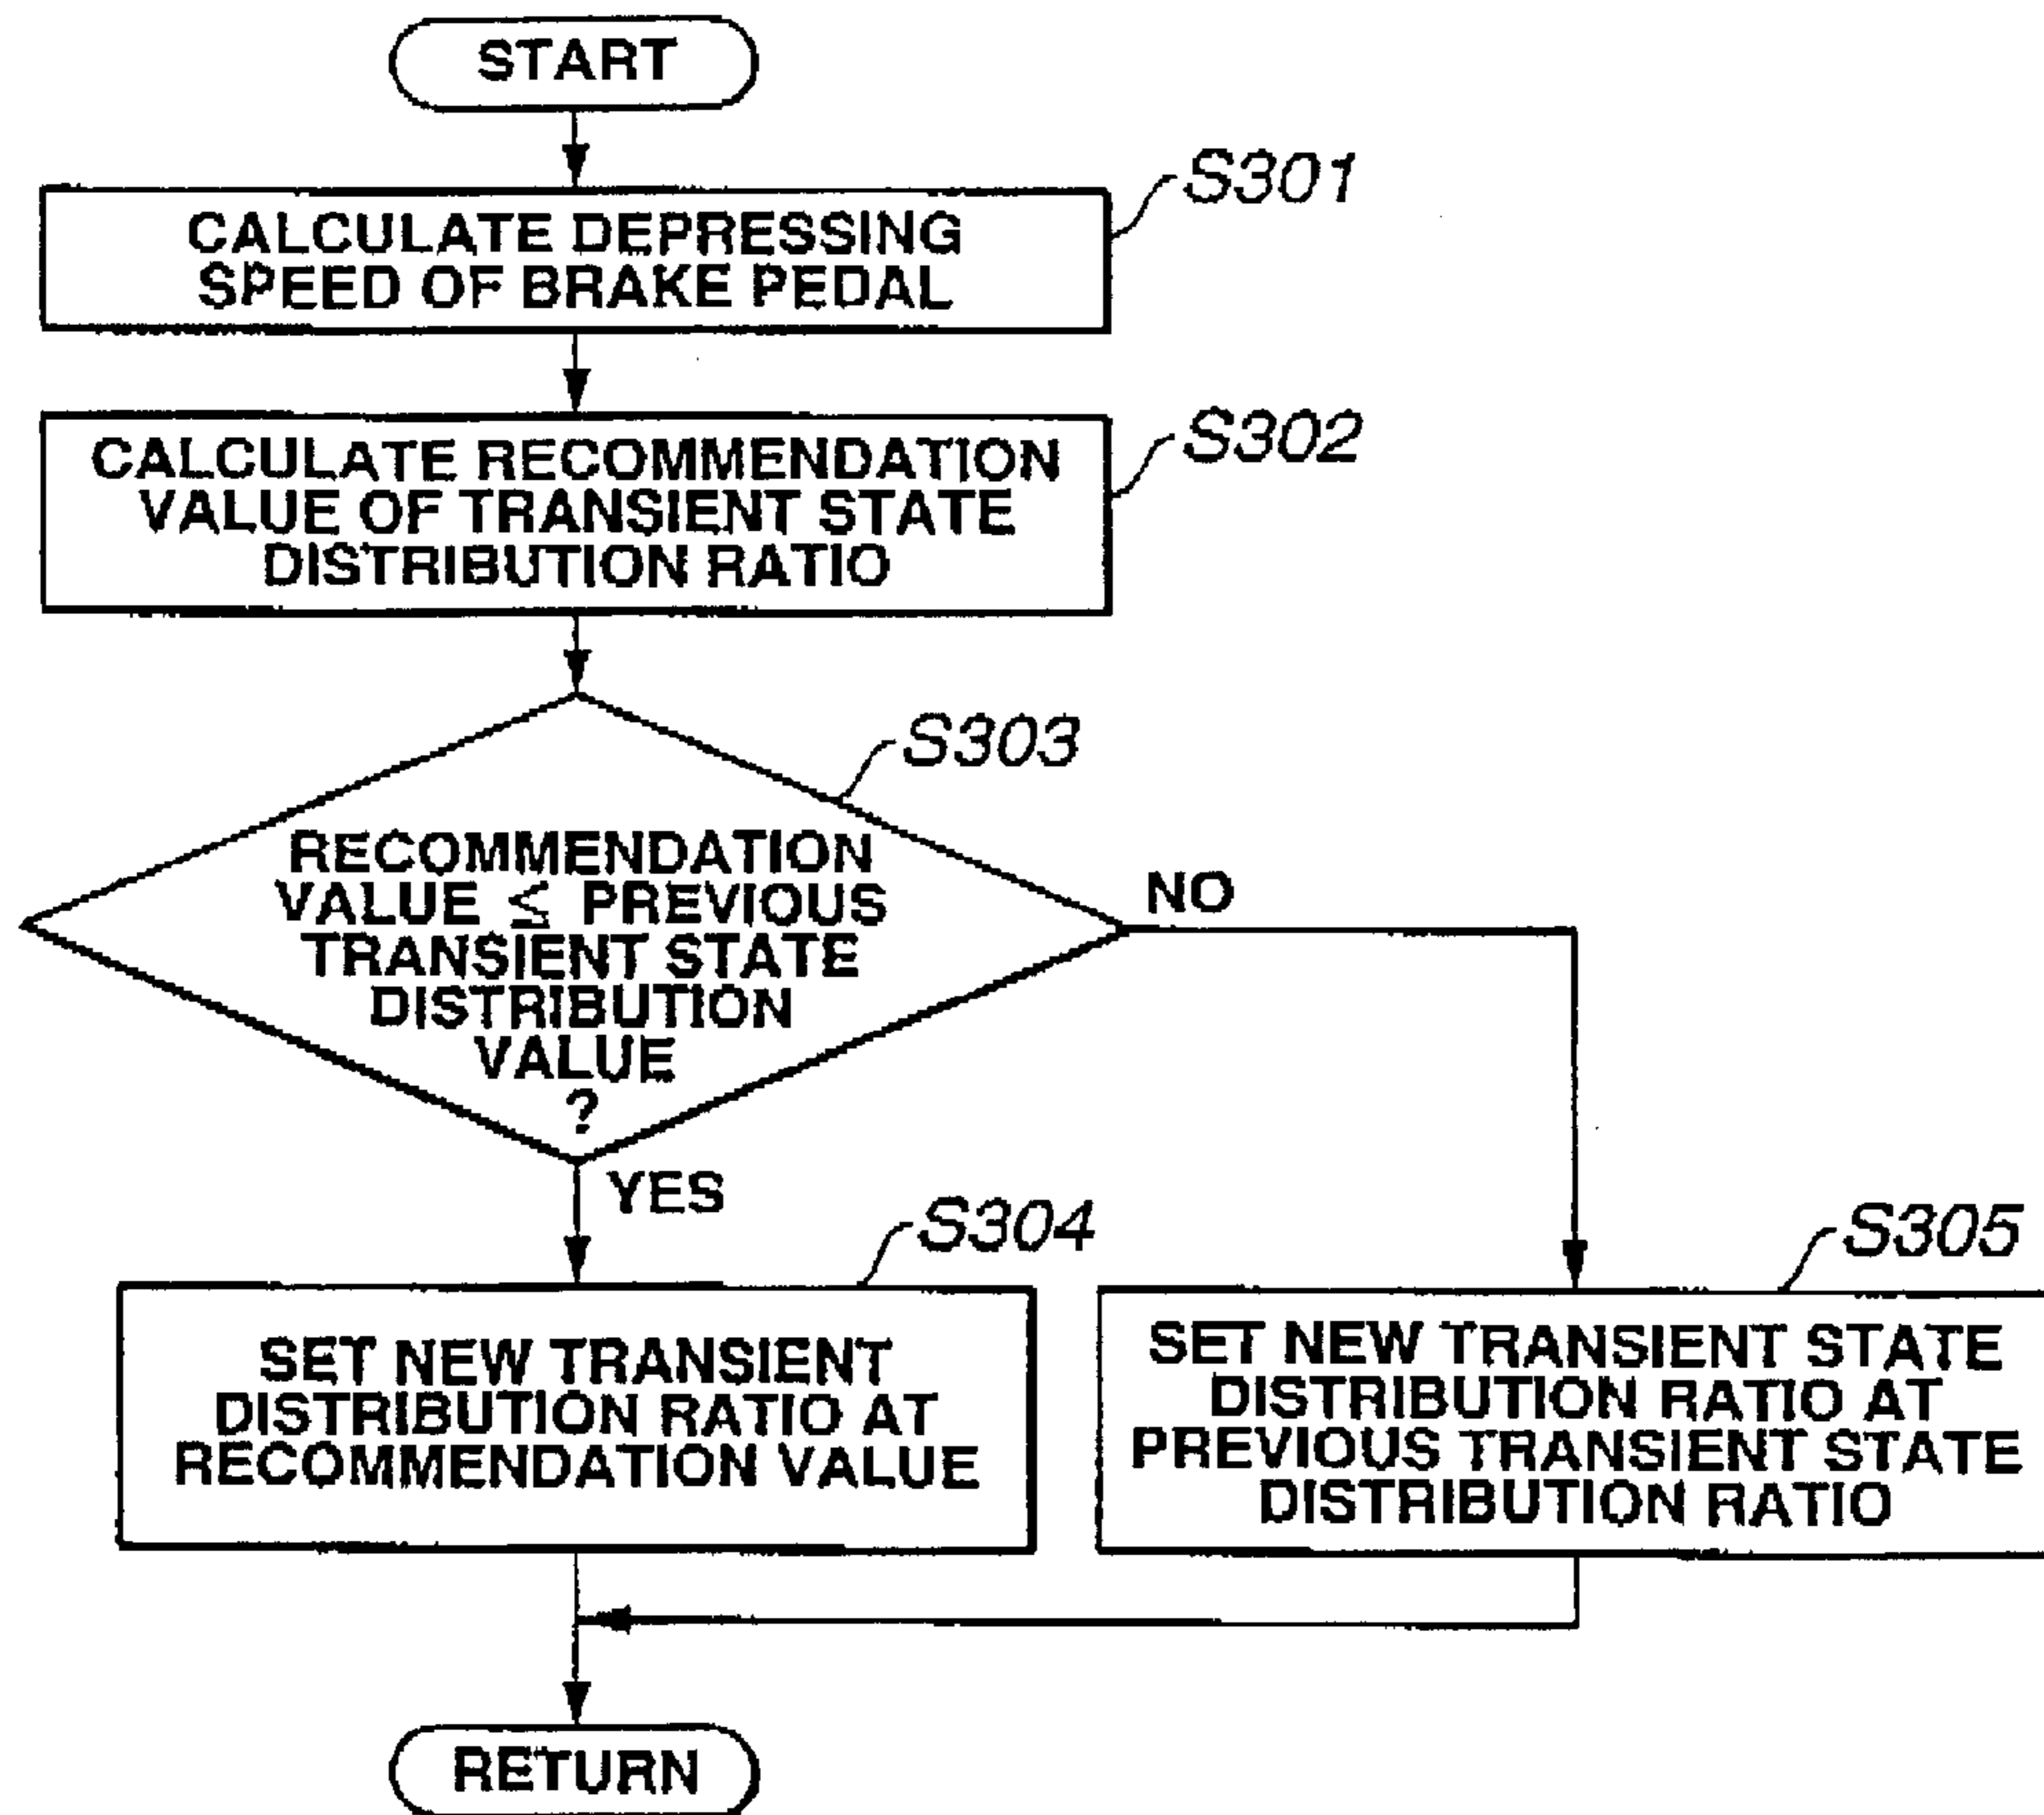 START
S301
CALCULATE DEPRESSING
SPEED OF BRAKE PEDAL
S302
CALCULATE RECOMMENDATION
VALUE OF TRANSIENT STATE
DISTRIBUTION RATIO
S303
RECOMMENDATION
VALUE ≦ PREVIOUS
TRANSIENT STATE
DISTRIBUTION
VALUE
?
NO
YES
S304
SET NEW TRANSIENT
DISTRIBUTION RATIO AT
RECOMMENDATION VALUE
S305
SET NEW TRANSIENT STATE
DISTRIBUTION RATIO AT
PREVIOUS TRANSIENT STATE
DISTRIBUTION RATIO
RETURN